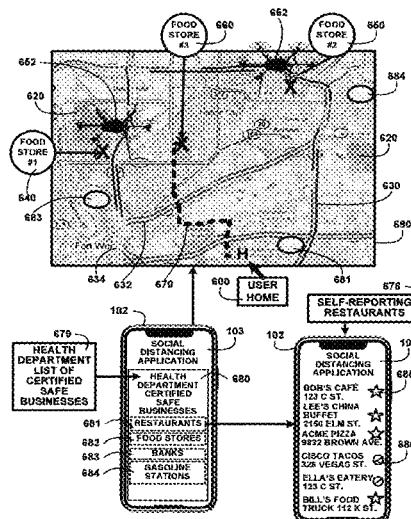 FOOD
STORE
#3
660
652
FOOD
STORE
#2
650
652
684
620
620
FOOD
STORE
#1
640
683
630
690
634
632
670
681
600
USER
HOME
H
676
SELF-REPORTING
RESTAURANTS
102
103
102
679
HEALTH
DEPARTMENT
LIST OF
CERTIFIED
SAFE
BUSINESSES
SOCIAL
DISTANCING
APPLICATION
HEALTH
DEPARTMENT
CERTIFIED
SAFE
BUSINESSES
680
681
RESTAURANTS
682
FOOD STORES
683
BANKS
684
GASOLINE
STATIONS
SOCIAL
DISTANCING
APPLICATION
BOB'S CAFÉ
123 C ST.
LEE'S CHINA
BUFFET
2150 ELM ST.
ACME PIZZA
9822 BROWN AVE.
CISCO TACOS
325 VEGAS ST.
ELLA'S EATERY
123 C ST.
BILL'S FOOD
TRUCK 112 K ST.